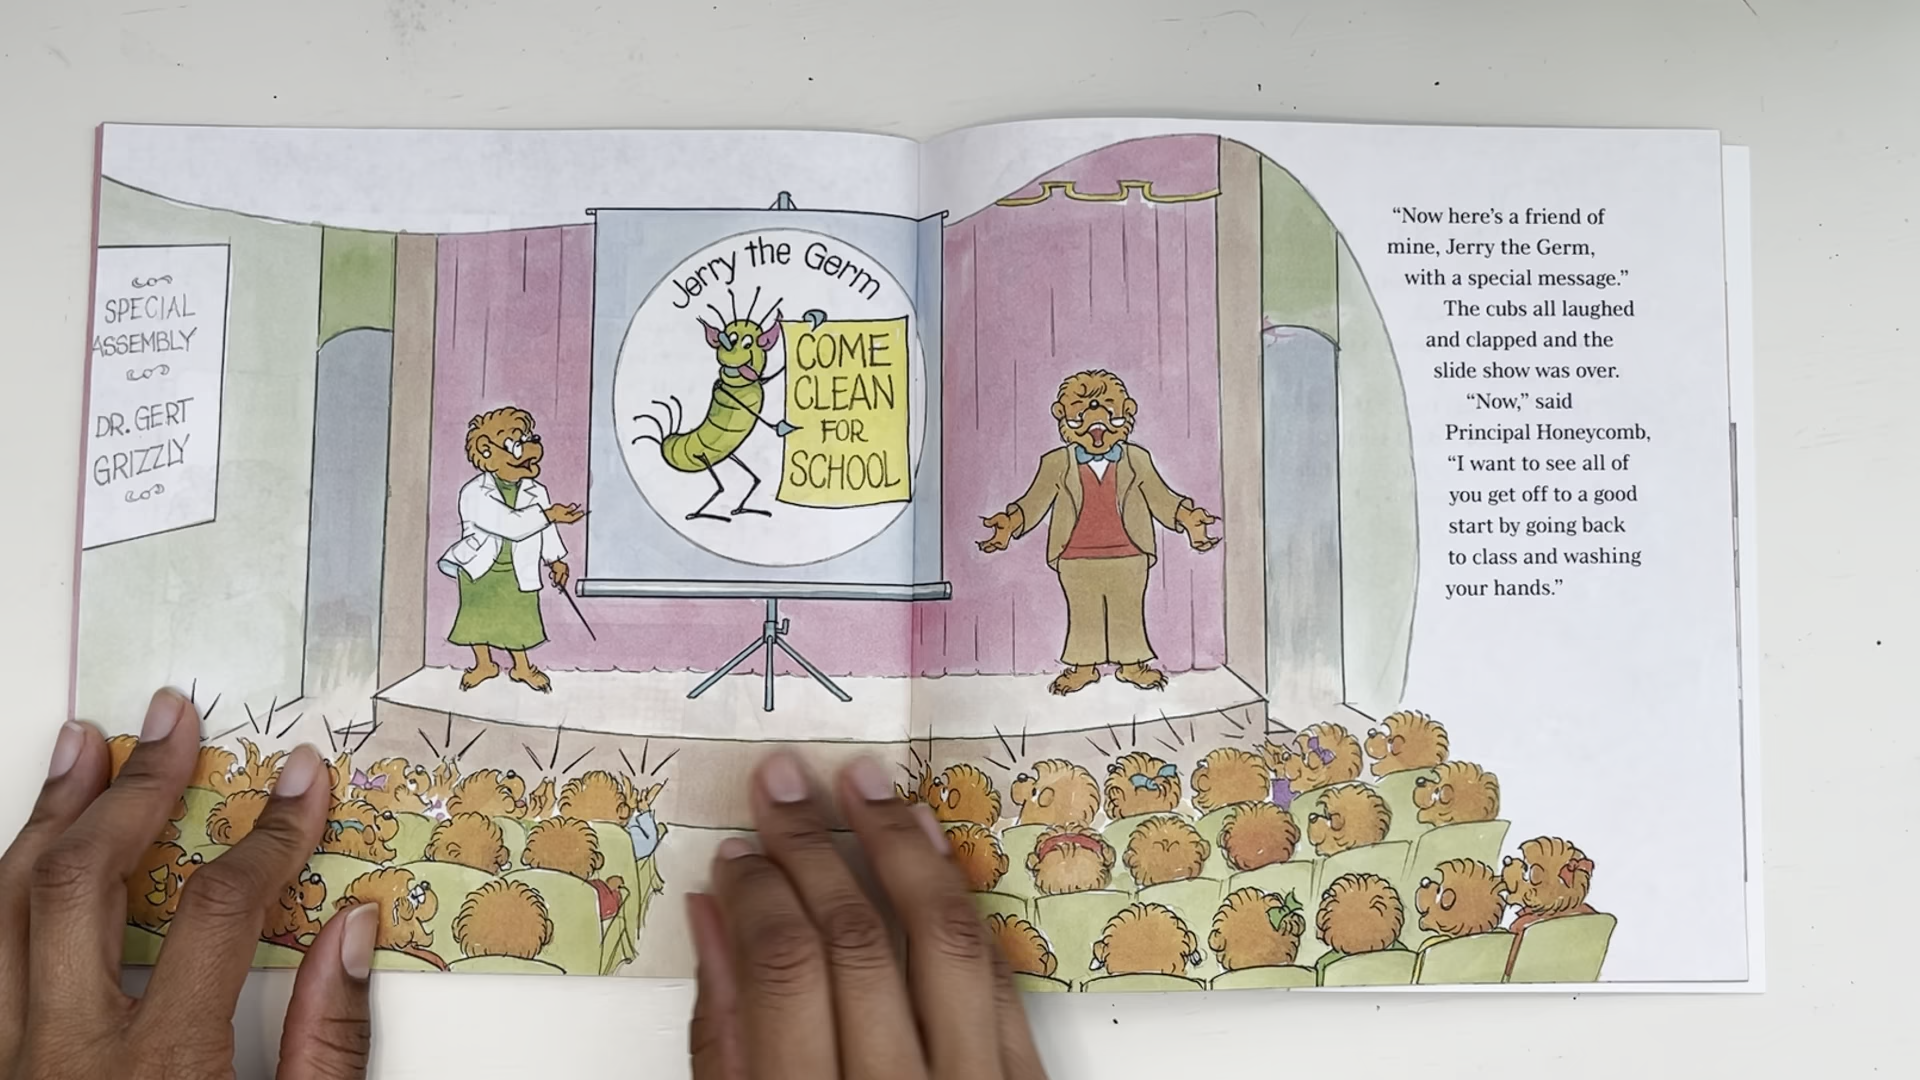 SPECIAL
ASSEMBLY
DR. GERT
GRIZZLY
Jerry the Germ
COME
CLEAN
FOR
SCHOOL
“Now here’s a friend of
mine, Jerry the Germ,
with a special message.”
The cubs all laughed
and clapped and the
slide show was over.
“Now,” said
Principal Honeycomb,
“I want to see all of
you get off to a good
start by going back
to class and washing
your hands.”